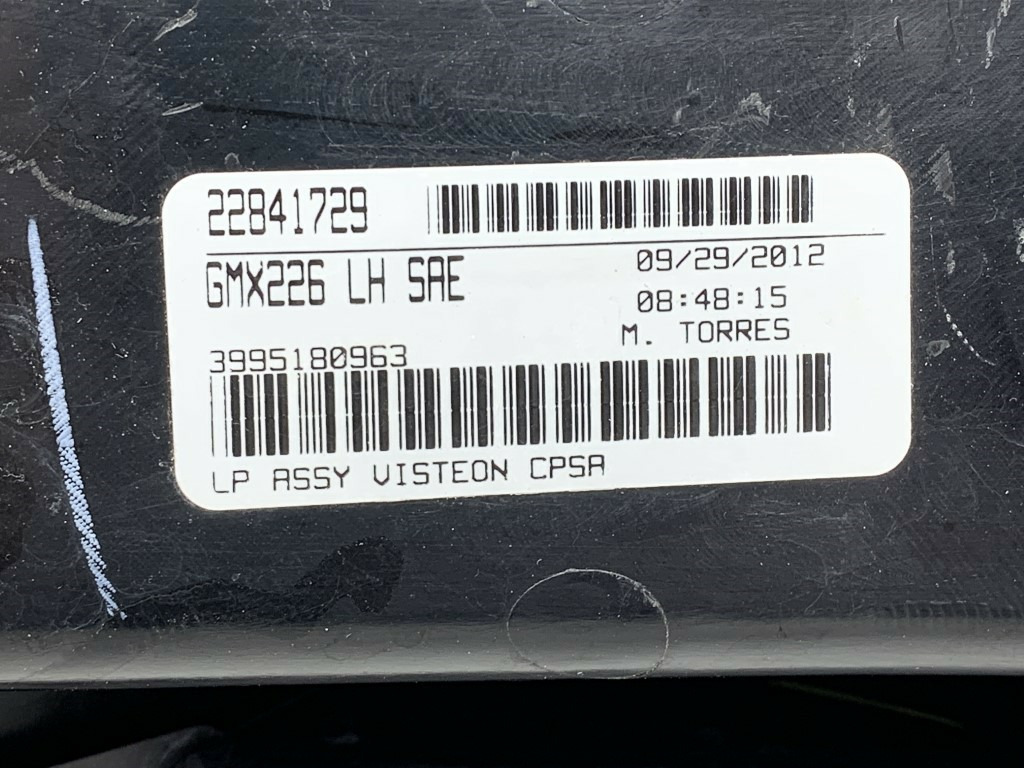 22841729
GMX226 LH SAE
09/29/2012
08:48:15
M. TORRES
3995180963
LP ASSY VISTEON CPSA